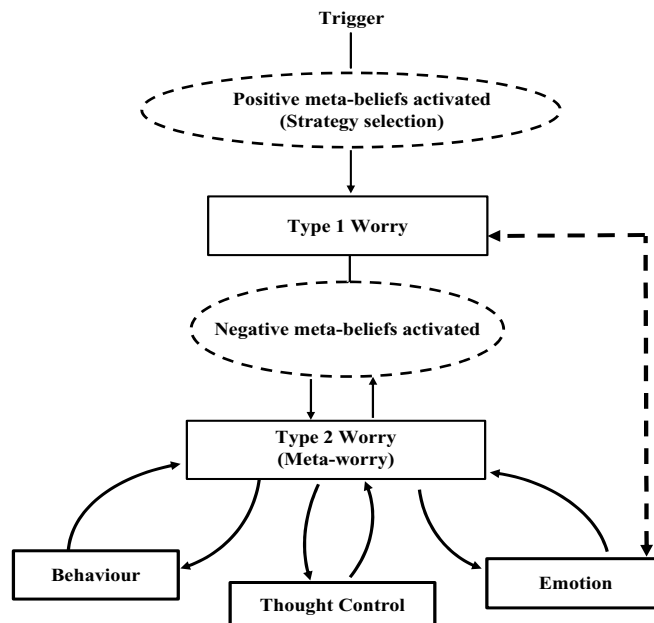 Trigger
Positive meta-beliefs activated
(Strategy selection)
Type 1 Worry
Negative meta-beliefs activated
Type 2 Worry
(Meta-worry)
Behaviour
Thought Control
Emotion